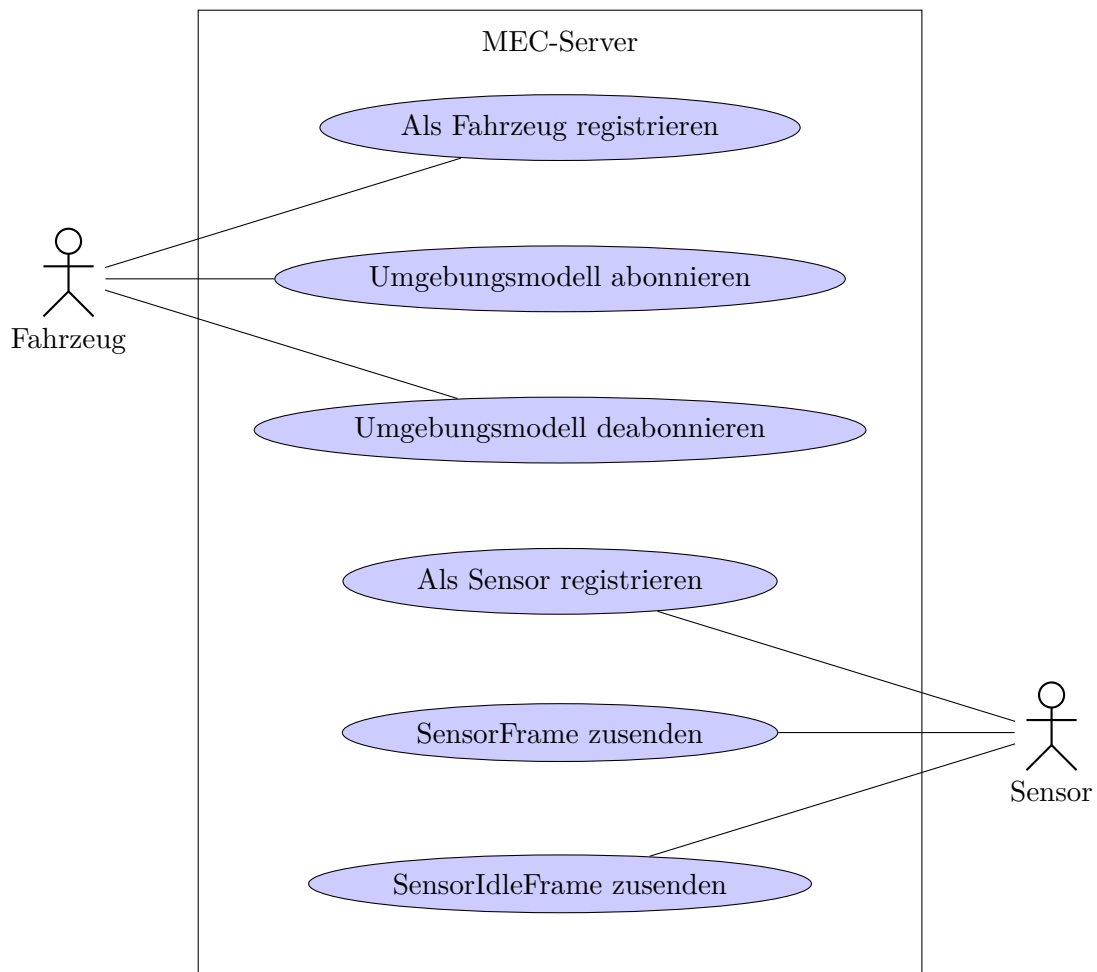 MEC-Server
Als Fahrzeug registrieren
Umgebungsmodell abonnieren
Fahrzeug
Umgebungsmodell deabonnieren
Als Sensor registrieren
SensorFrame zusenden
Sensor
SensorIdleFrame zusenden